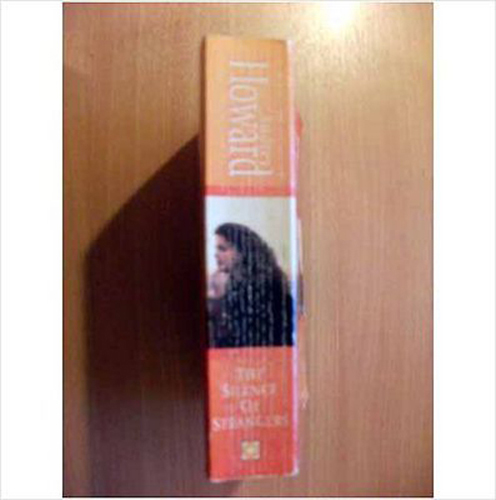 Howard
THE
SILENCE
OF
STRANGERS